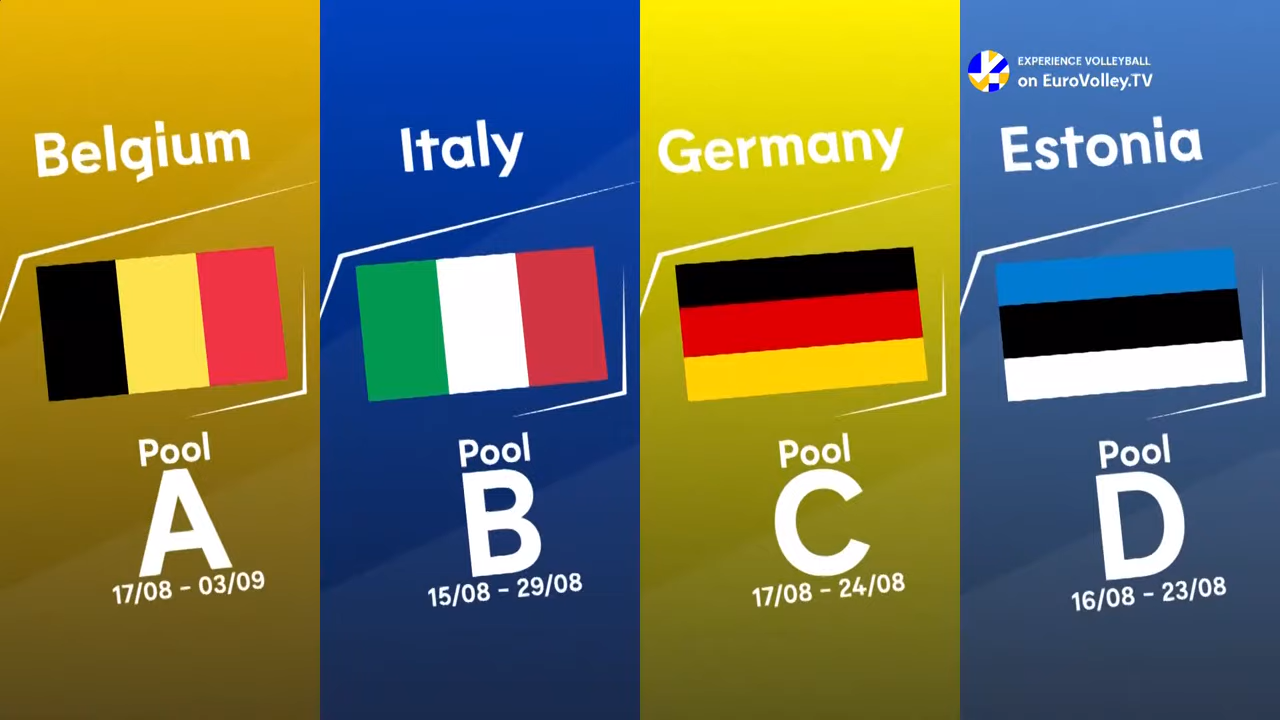 Belgium
Pool
A
17/08 - 03/09
Italy
Pool
B
15/08 - 29/08
Germany
Pool
C
17/08 - 24/08
EXPERIENCE VOLLEYBALL
on EuroVolley.TV
Estonia
Pool
D
16/08 - 23/08